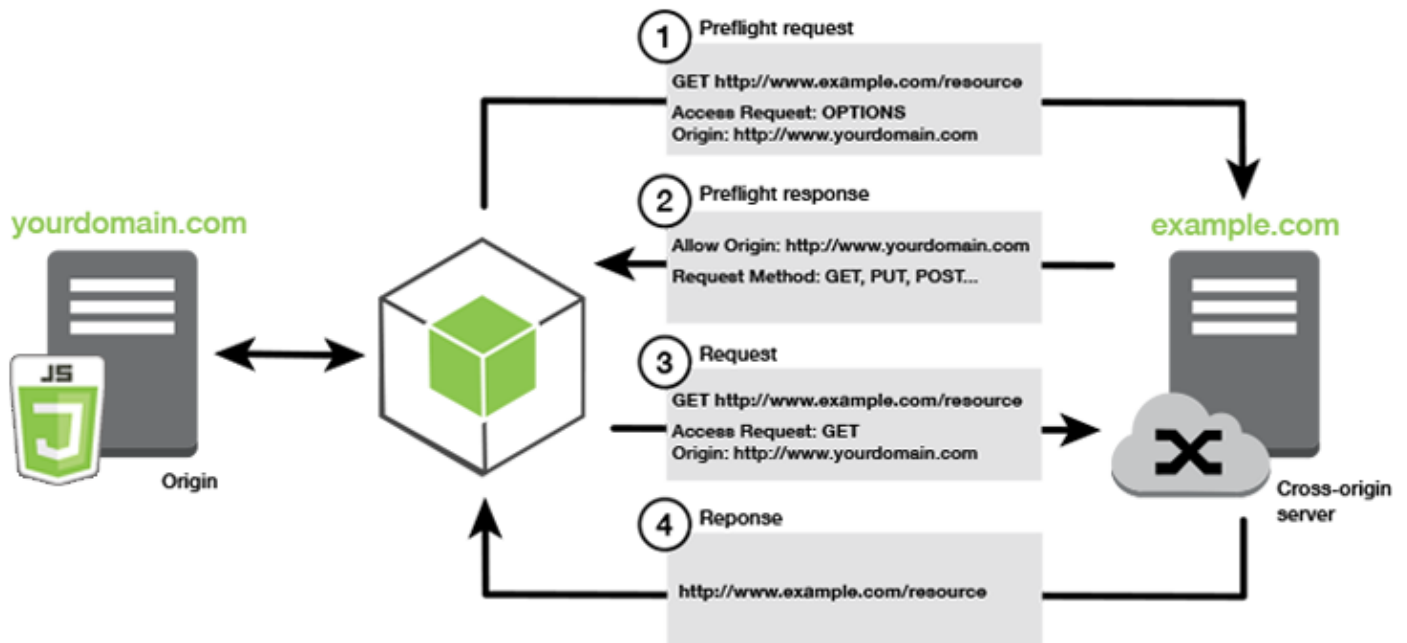 1 Preflight request
GET http://www.example.com/resource
Access Request: OPTIONS
Origin: http://www.yourdomain.com
2 Preflight response
Allow Origin: http://www.yourdomain.com
Request Method: GET, PUT, POST...
yourdomain.com
JS
Origin
example.com
Cross-origin
server
3 Request
GET http://www.example.com/resource
Access Request: GET
Origin: http://www.yourdomain.com
4 Reponse
http://www.example.com/resource